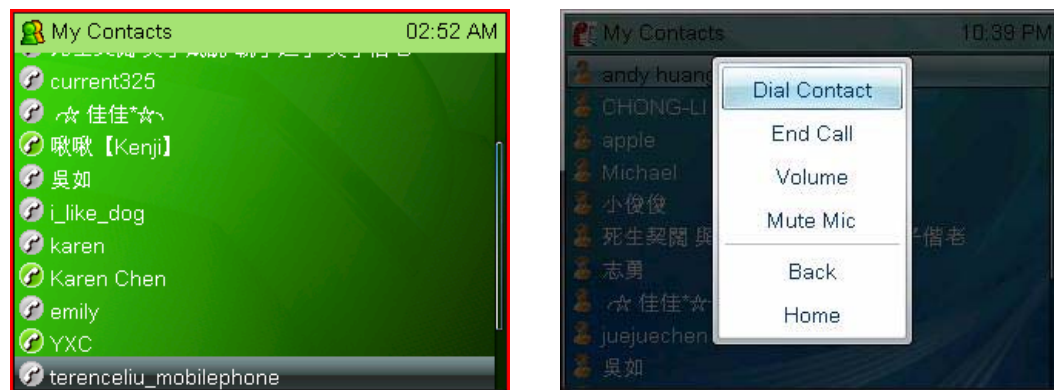 My Contacts 02:52 AM
current325
佳佳*☆
啾啾【Kenji】
吳如
i_like_dog
karen
Karen Chen
emily
YXC
terenceliu_mobilephone
My Contacts 10:39 PM
andy huang
CHONG-LI
apple
Michael
小俊俊
死生契闊 與 子偕老
志勇
佳佳*☆
juejuechen
吳如
Dial Contact
End Call
Volume
Mute Mic
Back
Home